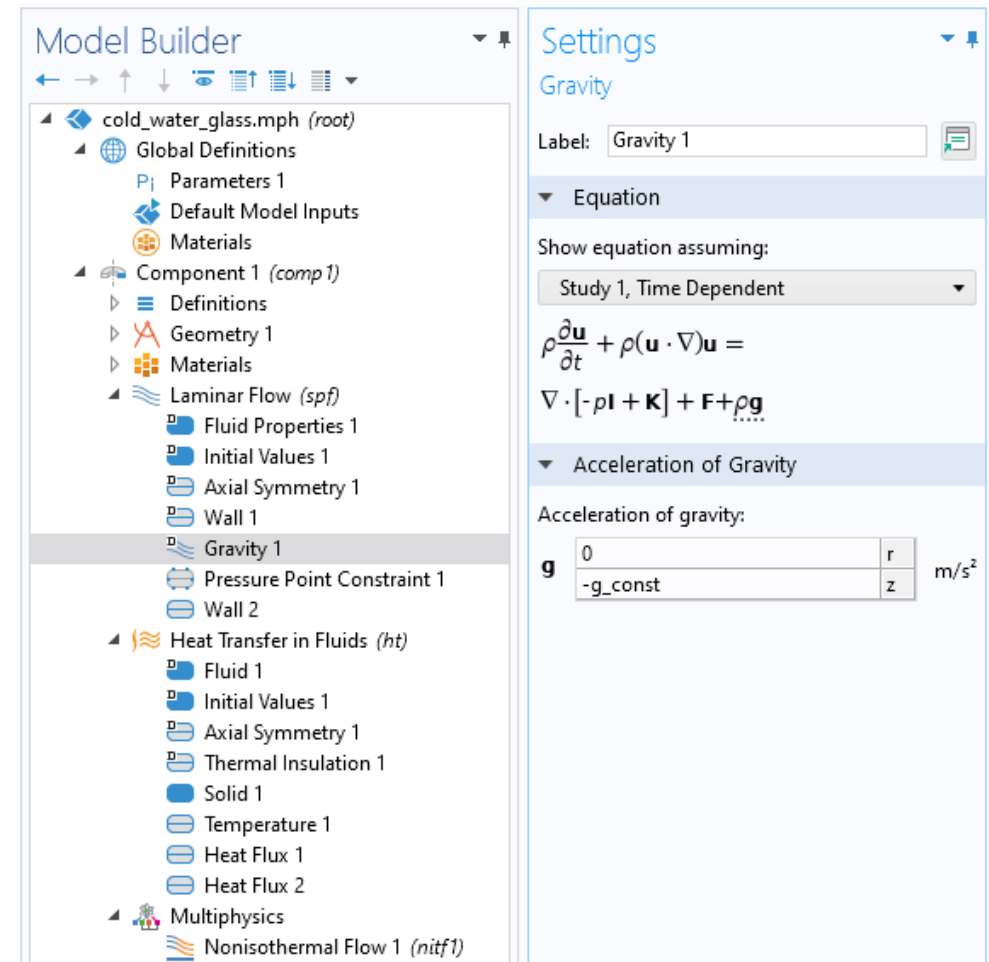 Model Builder
cold_water_glass.mph (root)
Global Definitions
Pi Parameters 1
Default Model Inputs
Materials
Component 1 (comp1)
Definitions
Geometry 1
Materials
Laminar Flow (spf)
Fluid Properties 1
Initial Values 1
Axial Symmetry 1
Wall 1
Gravity 1
Pressure Point Constraint 1
Wall 2
Heat Transfer in Fluids (ht)
Fluid 1
Initial Values 1
Axial Symmetry 1
Thermal Insulation 1
Solid 1
Temperature 1
Heat Flux 1
Heat Flux 2
Multiphysics
Nonisothermal Flow 1 (nitf1)
Settings
Gravity
Label: Gravity 1
Equation
Show equation assuming:
Study 1, Time Dependent
ρ∂u/∂t + ρ(u · ∇)u =
∇ · [-pI + K] + F+ρg
Acceleration of Gravity
Acceleration of gravity:
g 0 r
-g_const z m/s²